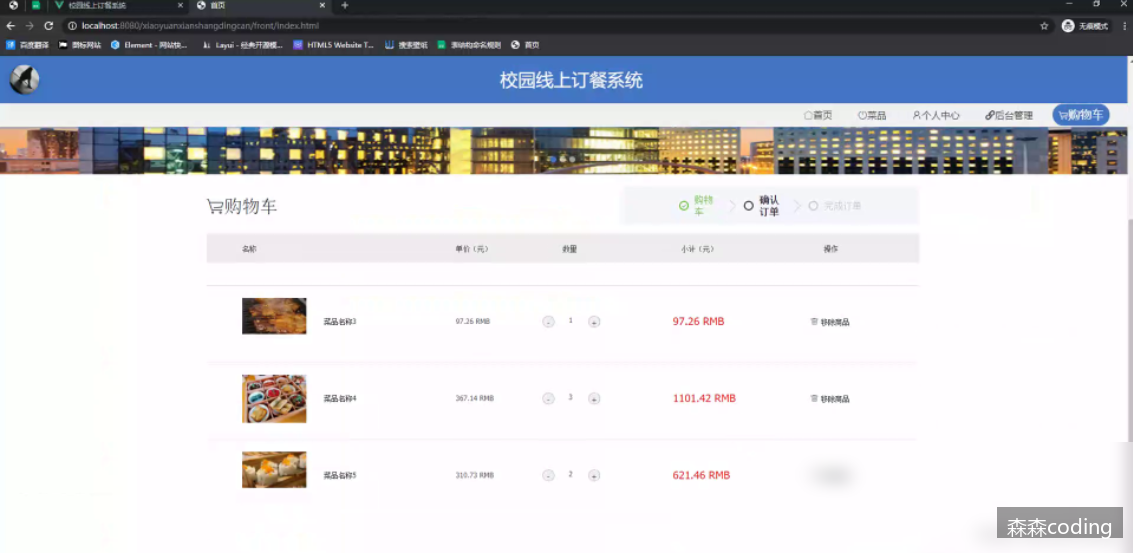 校园线上订餐系统
首页
localhost:8080/xiaoyuanxianshangdingcan/front/index.html
无痕模式
百度翻译
图标网站
Element - 网站快...
Layui - 经典开源模...
HTML5 Website T...
搜索壁纸
首页
校园线上订餐系统
首页
菜品
个人中心
后台管理
购物车
购物车
购物
车
确认
订单
完成订单
名称
单价（元）
数量
小计（元）
操作
菜品名称3
97.26 RMB
-
1
+
97.26 RMB
移除商品
菜品名称4
367.14 RMB
-
3
+
1101.42 RMB
移除商品
菜品名称5
310.73 RMB
-
2
+
621.46 RMB
森森coding